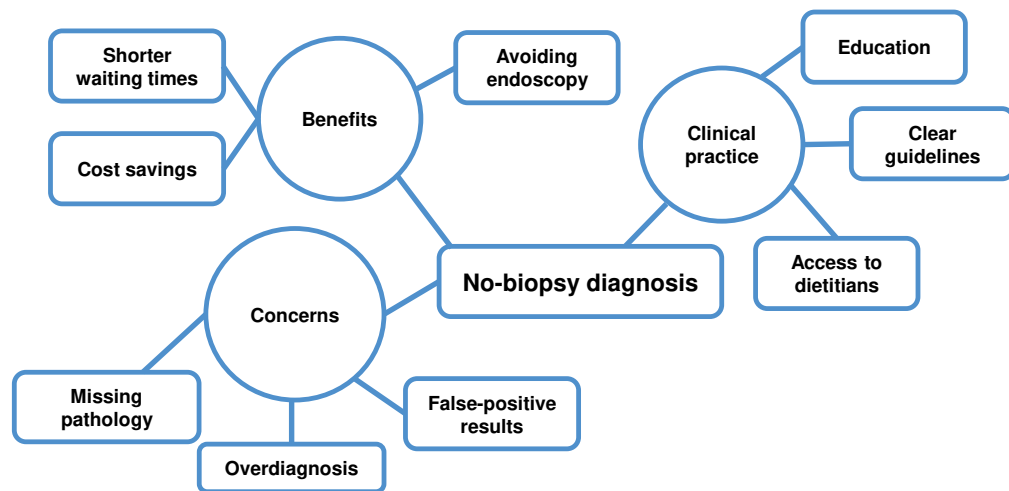 Shorter
waiting times
Avoiding
endoscopy
Education
Benefits
Clinical
practice
Clear
guidelines
Cost savings
Access to
dietitians
No-biopsy diagnosis
Concerns
Missing
pathology
False-positive
results
Overdiagnosis